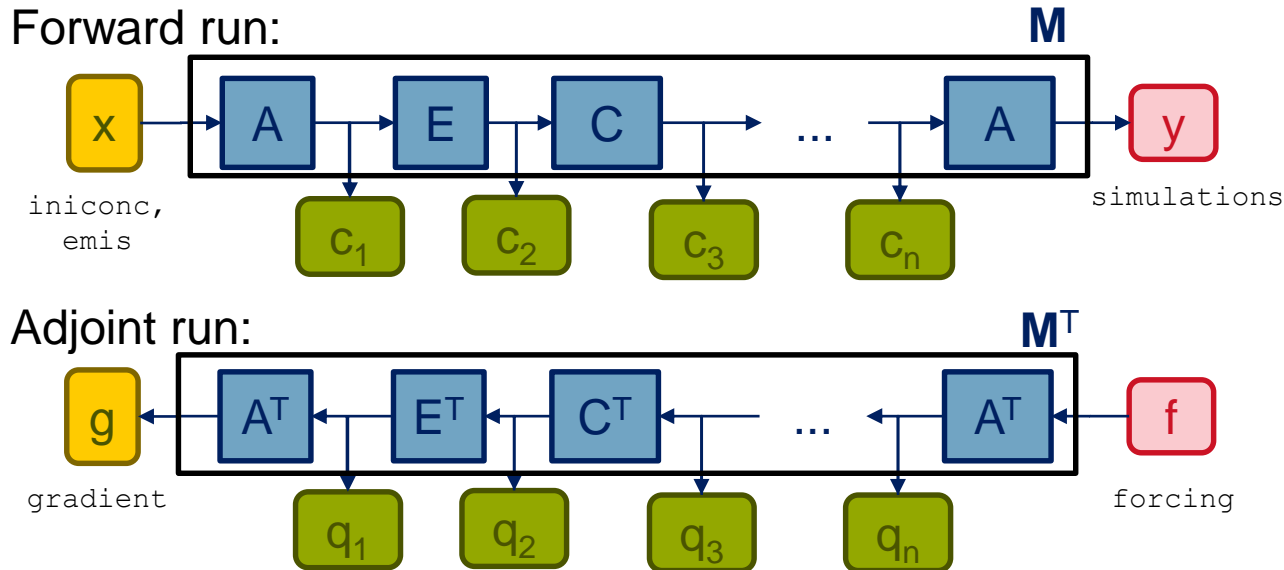 Forward run:
M
x A E C ... A y
iniconc,
emis
simulations
c₁ c₂ c₃ cₙ
Adjoint run:
Mᵀ
g Aᵀ Eᵀ Cᵀ ... Aᵀ f
gradient
forcing
q₁ q₂ q₃ qₙ